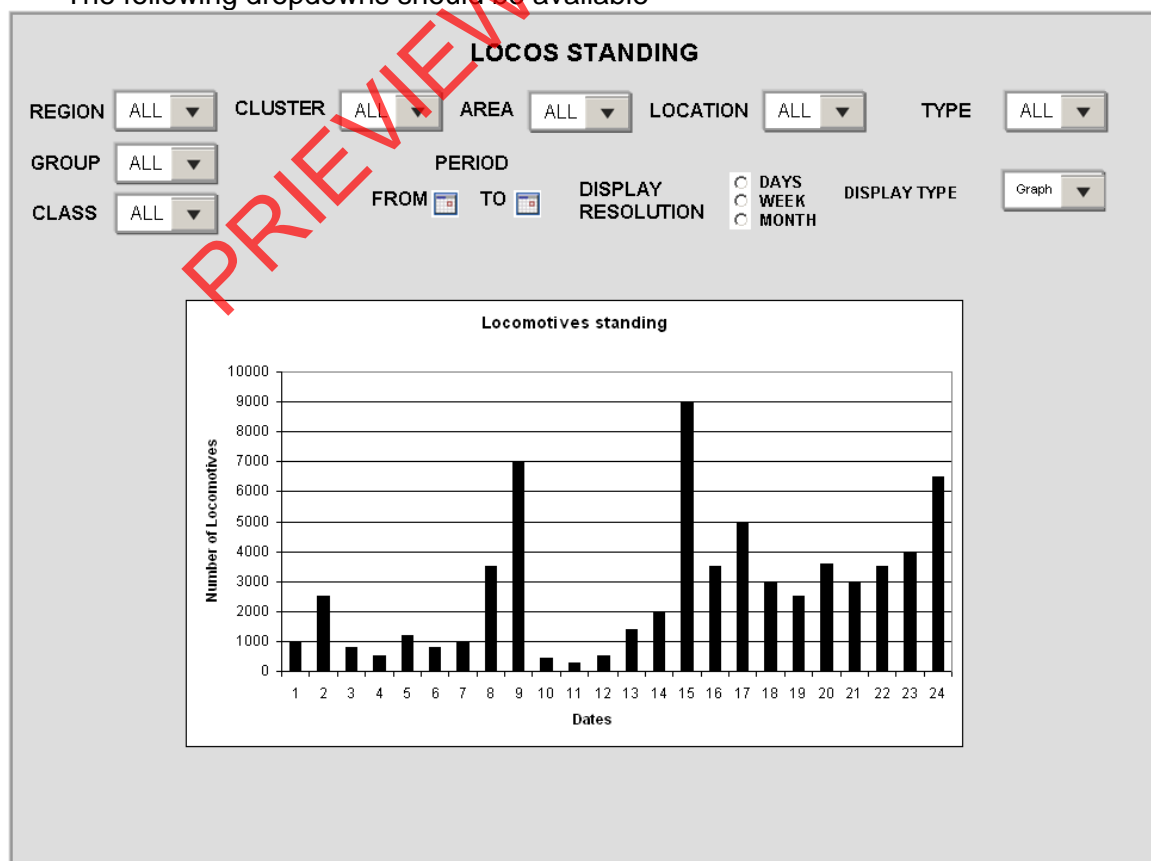 The following dropdowns should be available
LOCOS STANDING
REGION ALL CLUSTER ALL AREA ALL LOCATION ALL TYPE ALL
GROUP ALL
PERIOD
FROM TO
DISPLAY RESOLUTION
DAYS
WEEK
MONTH
DISPLAY TYPE Graph
CLASS ALL
PRIEVIEW
Locomotives standing
Number of Locomotives
10000
9000
8000
7000
6000
5000
4000
3000
2000
1000
0
1 2 3 4 5 6 7 8 9 10 11 12 13 14 15 16 17 18 19 20 21 22 23 24
Dates